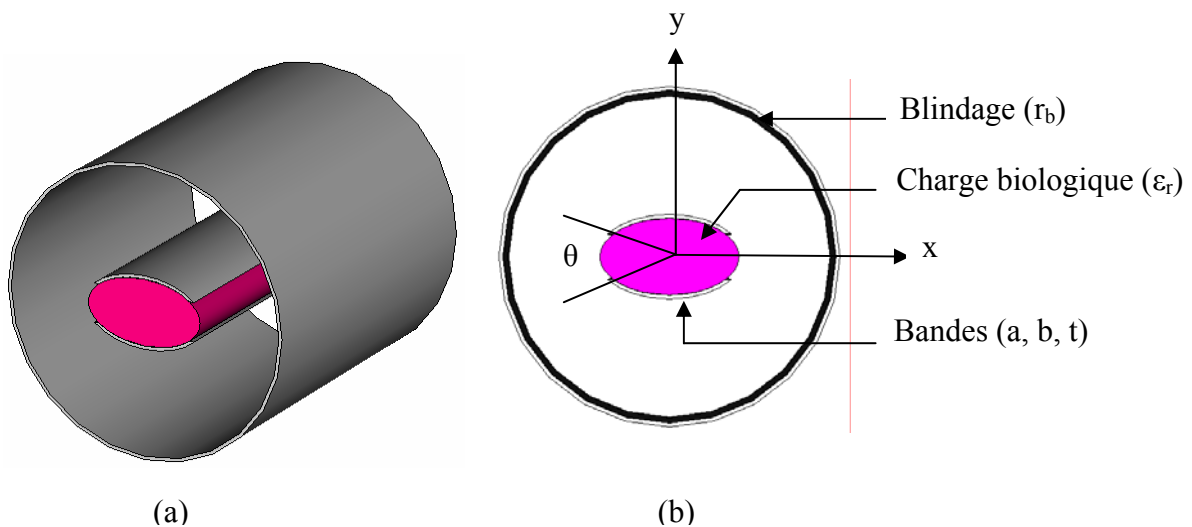 y
Blindage (r_b)
Charge biologique (ε_r)
x
θ
Bandes (a, b, t)
(a)
(b)